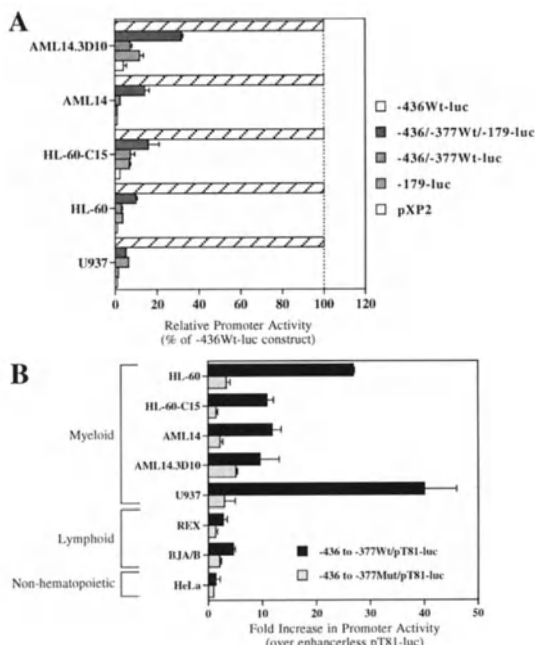 A
AML14.3D10
AML14
HL-60-C15
HL-60
U937
0 20 40 60 80 100 120
Relative Promoter Activity
(% of -436Wt-luc construct)
-436Wt-luc
-436/-377Wt/-179-luc
-436/-377Wt-luc
-179-luc
pXP2
B
Myeloid
HL-60
HL-60-C15
AML14
AML14.3D10
U937
Lymphoid
REX
BJA/B
Non-hematopoietic
HeLa
-436 to -377Wt/pT81-luc
-436 to -377Mut/pT81-luc
0 10 20 30 40 50
Fold Increase in Promoter Activity
(over enhancerless pT81-luc)